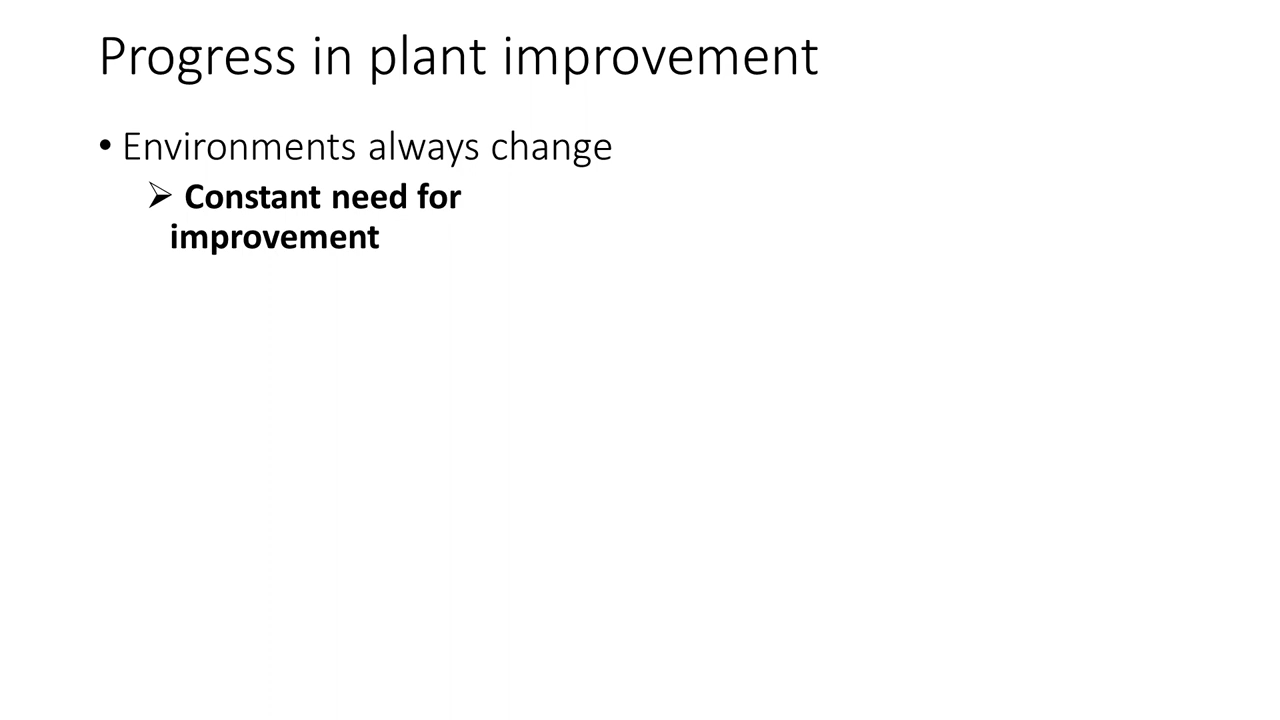 Progress in plant improvement
• Environments always change
➢ Constant need for
improvement